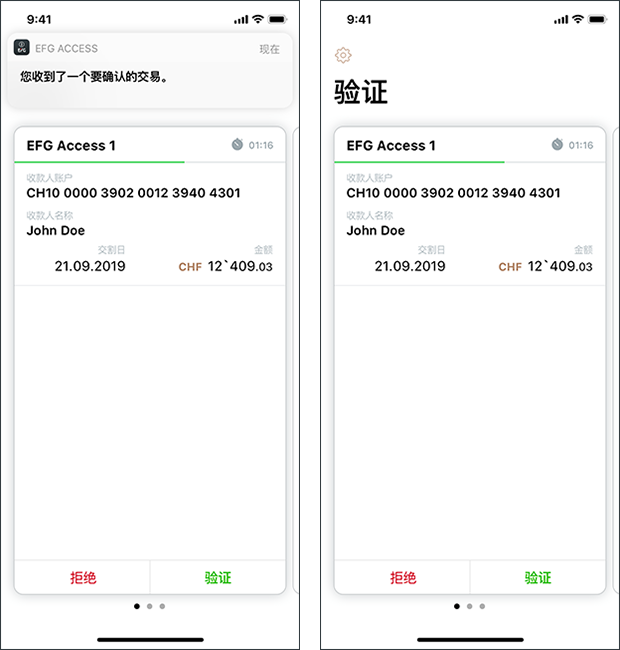 9:41
EFG
EFG ACCESS 现在
您收到了一个要确认的交易。
EFG Access 1 01:16
收款人账户
CH10 0000 3902 0012 3940 4301
收款人名称
John Doe
交割日 金额
21.09.2019 CHF 12`409.03
拒绝 验证
9:41
验证
EFG Access 1 01:16
收款人账户
CH10 0000 3902 0012 3940 4301
收款人名称
John Doe
交割日 金额
21.09.2019 CHF 12`409.03
拒绝 验证